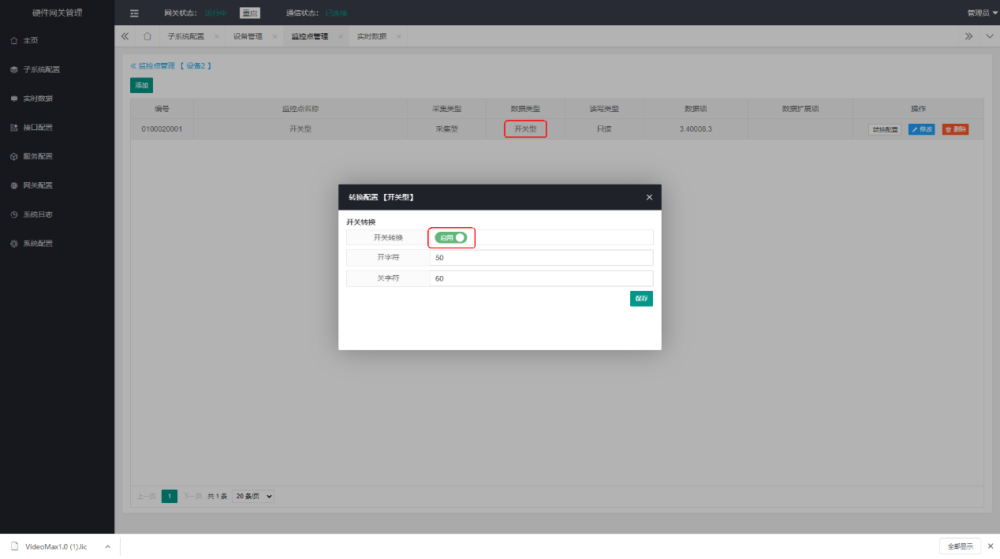 硬件网关管理
网关状态： 运行中 重启 通信状态： 已连接
管理员
主页
子系统配置
实时数据
接口配置
服务配置
网关配置
系统日志
系统配置
子系统配置 设备管理 监控点管理 实时数据
监控点管理 【 设备2 】
添加
编号 监控点名称 采集类型 数据类型 读写类型 数据项 数据扩展项 操作
0100020001 开关型 采集型 开关型 只读 3.40008.3 转换配置 修改 删除
转换配置 【开关型】
开关转换
开关转换 启用
开字符 50
关字符 60
保存
上一页 1 下一页 共 1 条 20 条/页
VideoMax1.0 (1).lic
全部显示